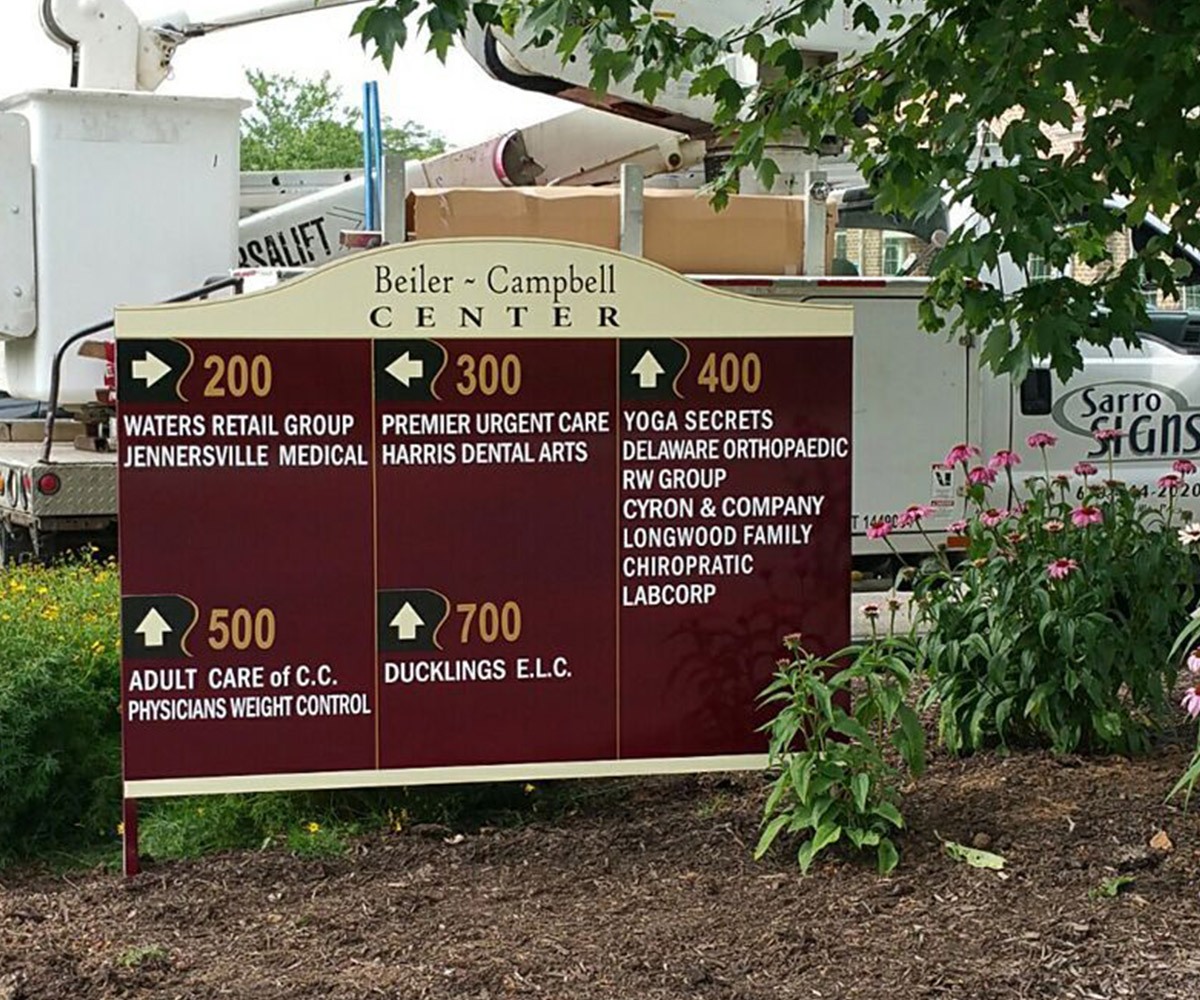 Beiler ~ Campbell
CENTER
200
WATERS RETAIL GROUP
JENNERSVILLE MEDICAL
300
PREMIER URGENT CARE
HARRIS DENTAL ARTS
400
YOGA SECRETS
DELAWARE ORTHOPAEDIC
RW GROUP
CYRON & COMPANY
LONGWOOD FAMILY
CHIROPRATIC
LABCORP
500
ADULT CARE of C.C.
PHYSICIANS WEIGHT CONTROL
700
DUCKLINGS E.L.C.
Sarro
SIGNS